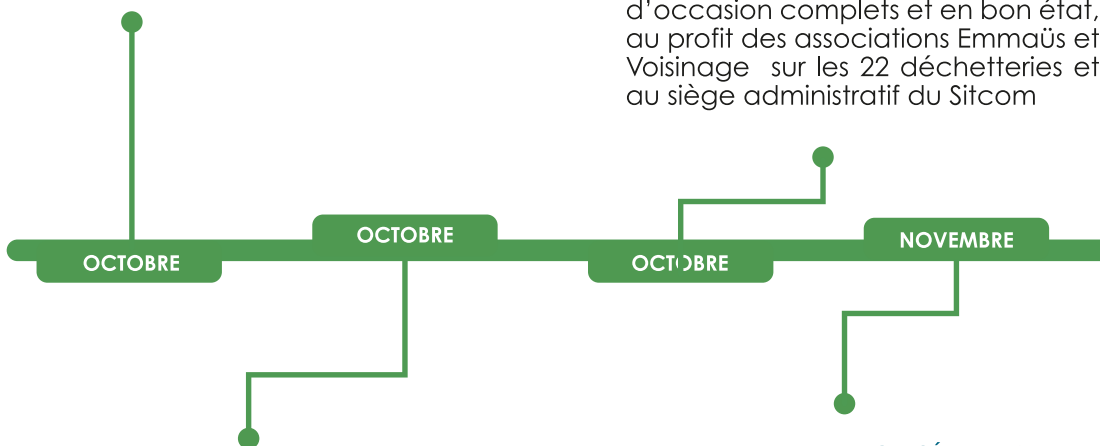 d’occasion complets et en bon état,
au profit des associations Emmaüs et
Voisinage sur les 22 déchetteries et
au siège administratif du Sitcom
OCTOBRE
OCTOBRE
OCTOBRE
NOVEMBRE